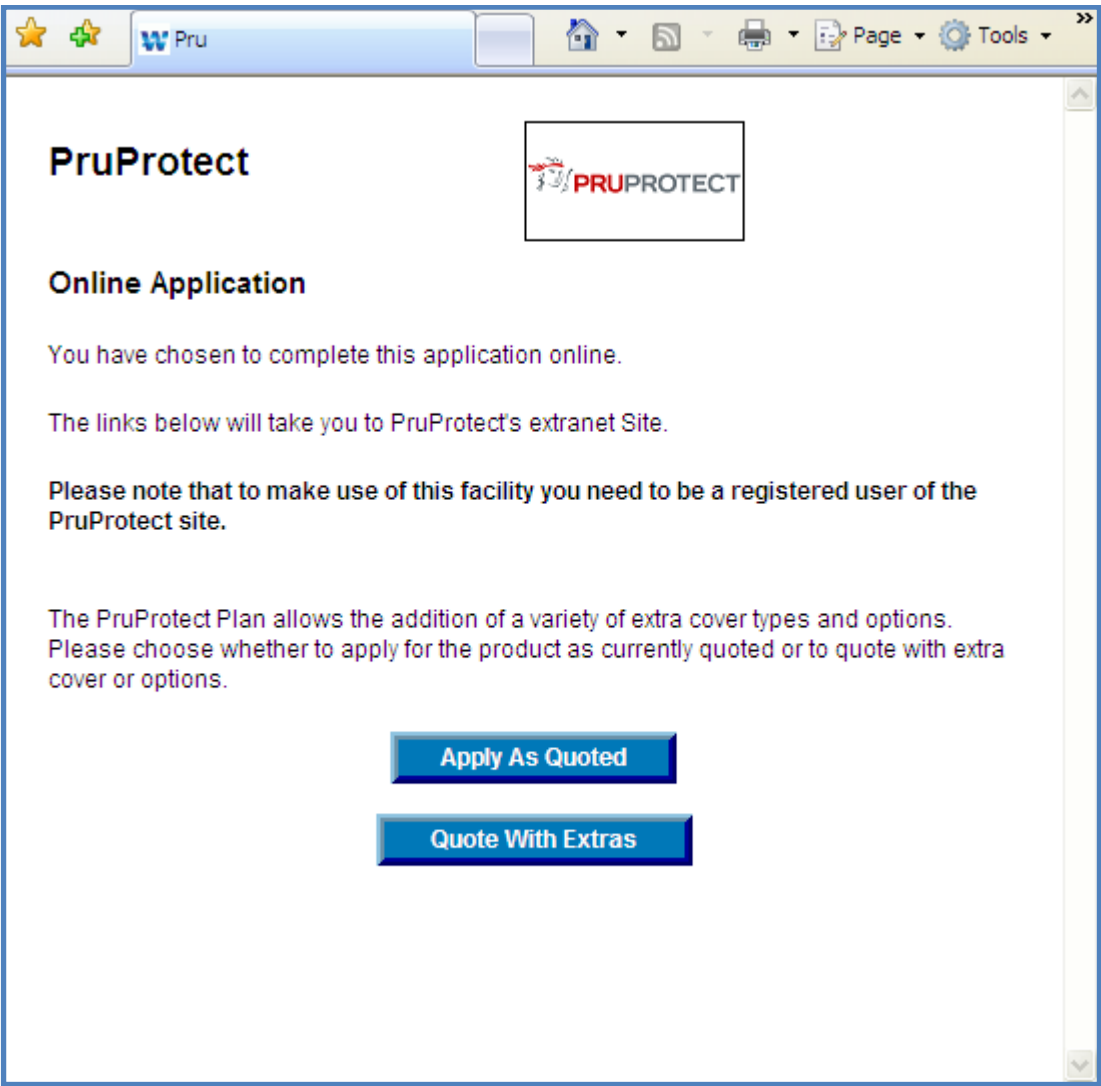 Pru
Page
Tools
»
PruProtect
PRUPROTECT
Online Application
You have chosen to complete this application online.
The links below will take you to PruProtect's extranet Site.
Please note that to make use of this facility you need to be a registered user of the
PruProtect site.
The PruProtect Plan allows the addition of a variety of extra cover types and options.
Please choose whether to apply for the product as currently quoted or to quote with extra
cover or options.
Apply As Quoted
Quote With Extras